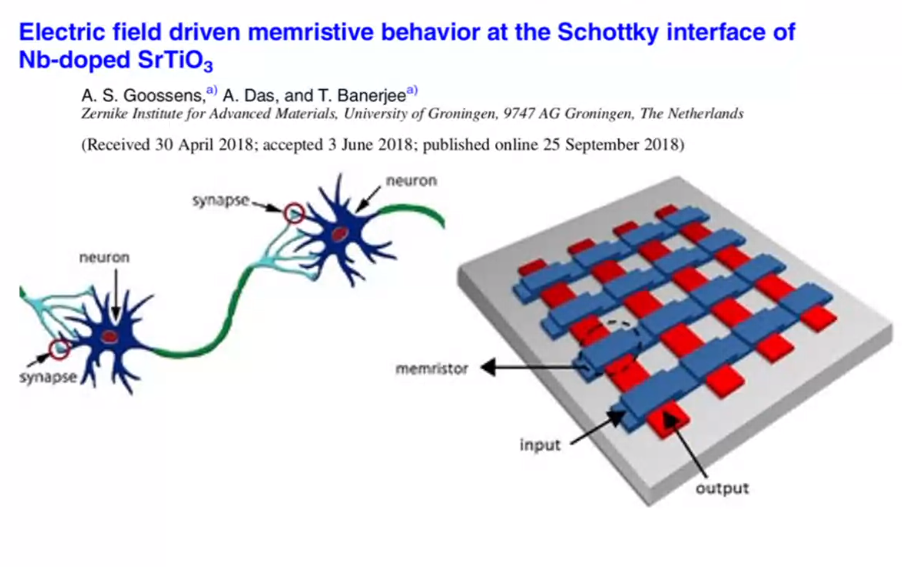 Electric field driven memristive behavior at the Schottky interface of
Nb-doped SrTiO3
A. S. Goossens,a) A. Das, and T. Banerjeea)
Zernike Institute for Advanced Materials, University of Groningen, 9747 AG Groningen, The Netherlands
(Received 30 April 2018; accepted 3 June 2018; published online 25 September 2018)
neuron
synapse
neuron
synapse
memristor
input
output